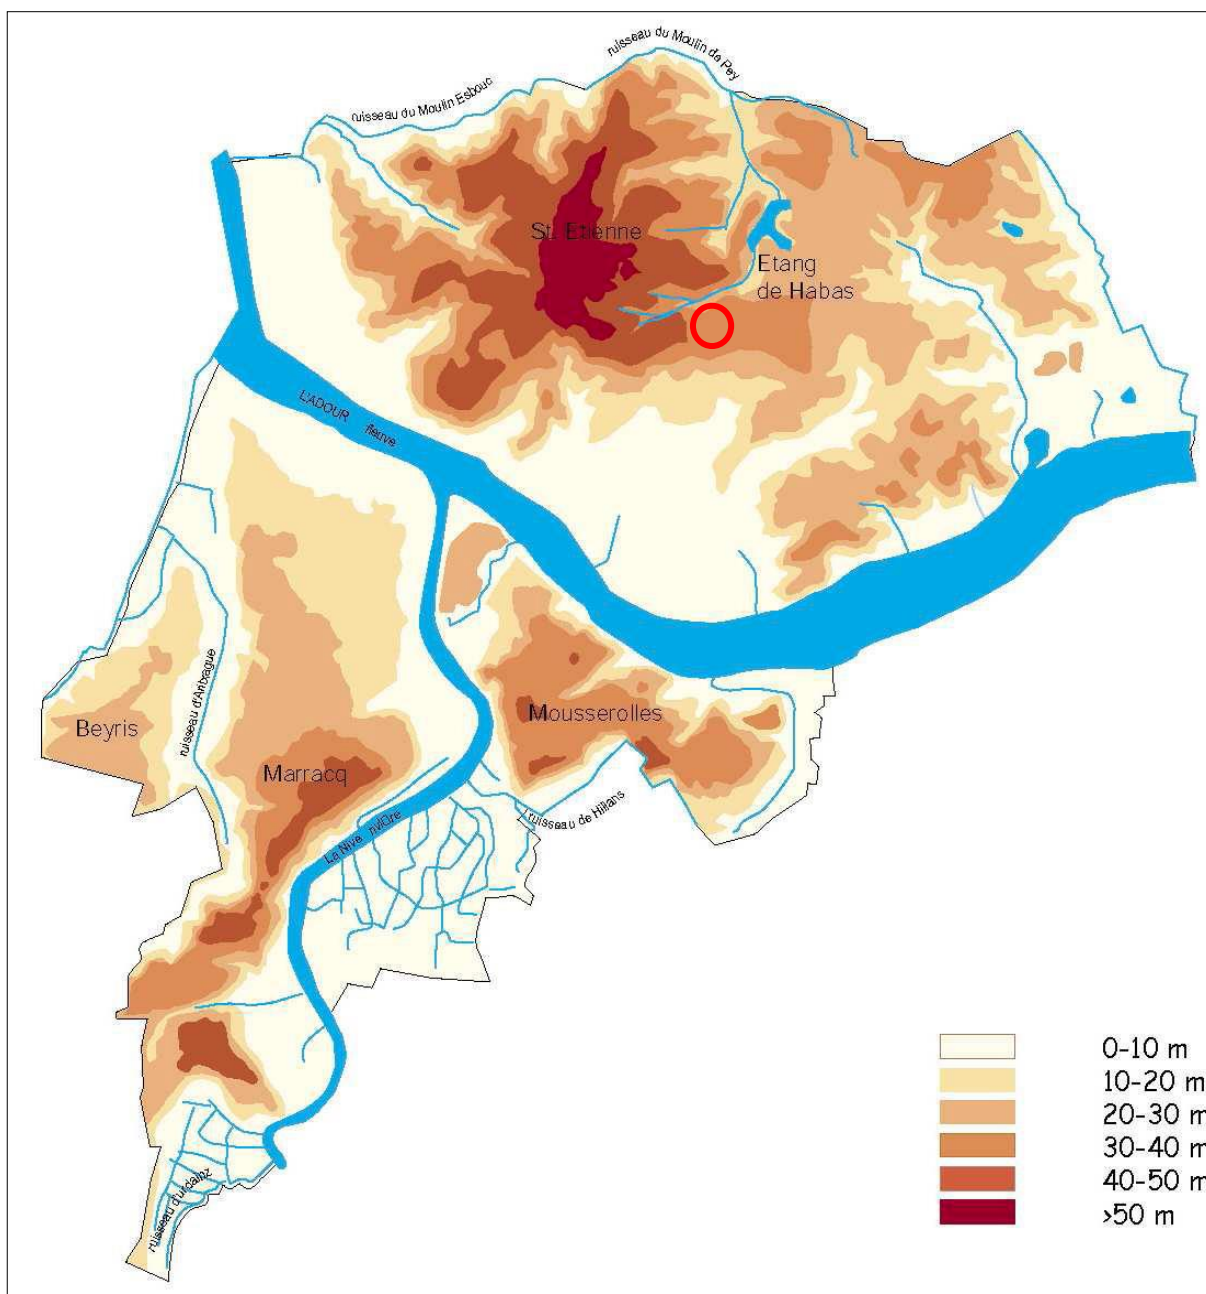 ruisseau du Moulin de Pey
ruisseau du Moulin Esbouc
St. Etienne
Etang
de Habas
L'ADOUR fleuve
ruisseau d'Aritxague
Beyris
Mousserolles
Marracq
La Nive riviOre
ruisseau de Hillans
ruisseau d'urdainz
0-10 m
10-20 m
20-30 m
30-40 m
40-50 m
>50 m